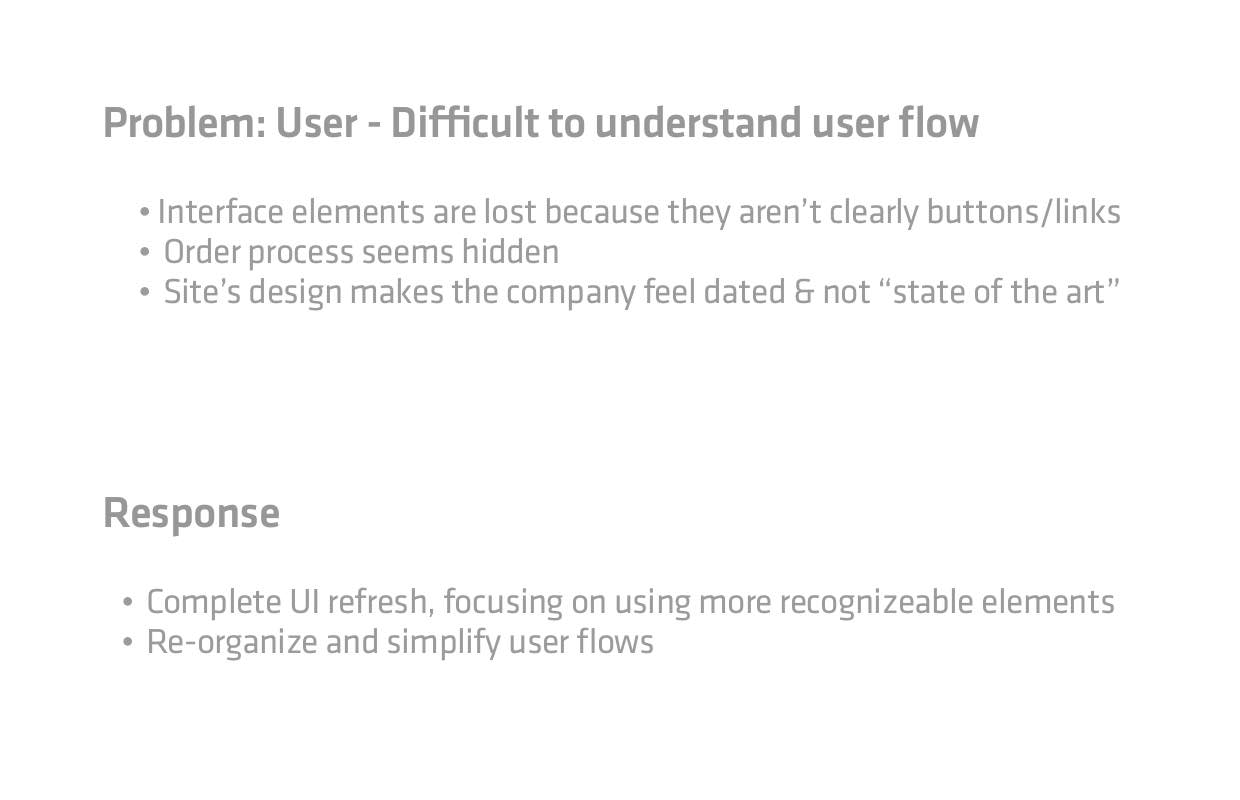 Problem: User - Difficult to understand user flow
• Interface elements are lost because they aren’t clearly buttons/links
• Order process seems hidden
• Site’s design makes the company feel dated & not “state of the art”
Response
• Complete UI refresh, focusing on using more recognizeable elements
• Re-organize and simplify user flows